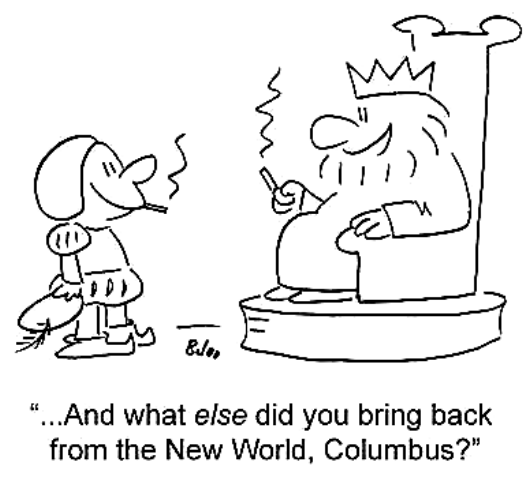 “...And what else did you bring back
from the New World, Columbus?”